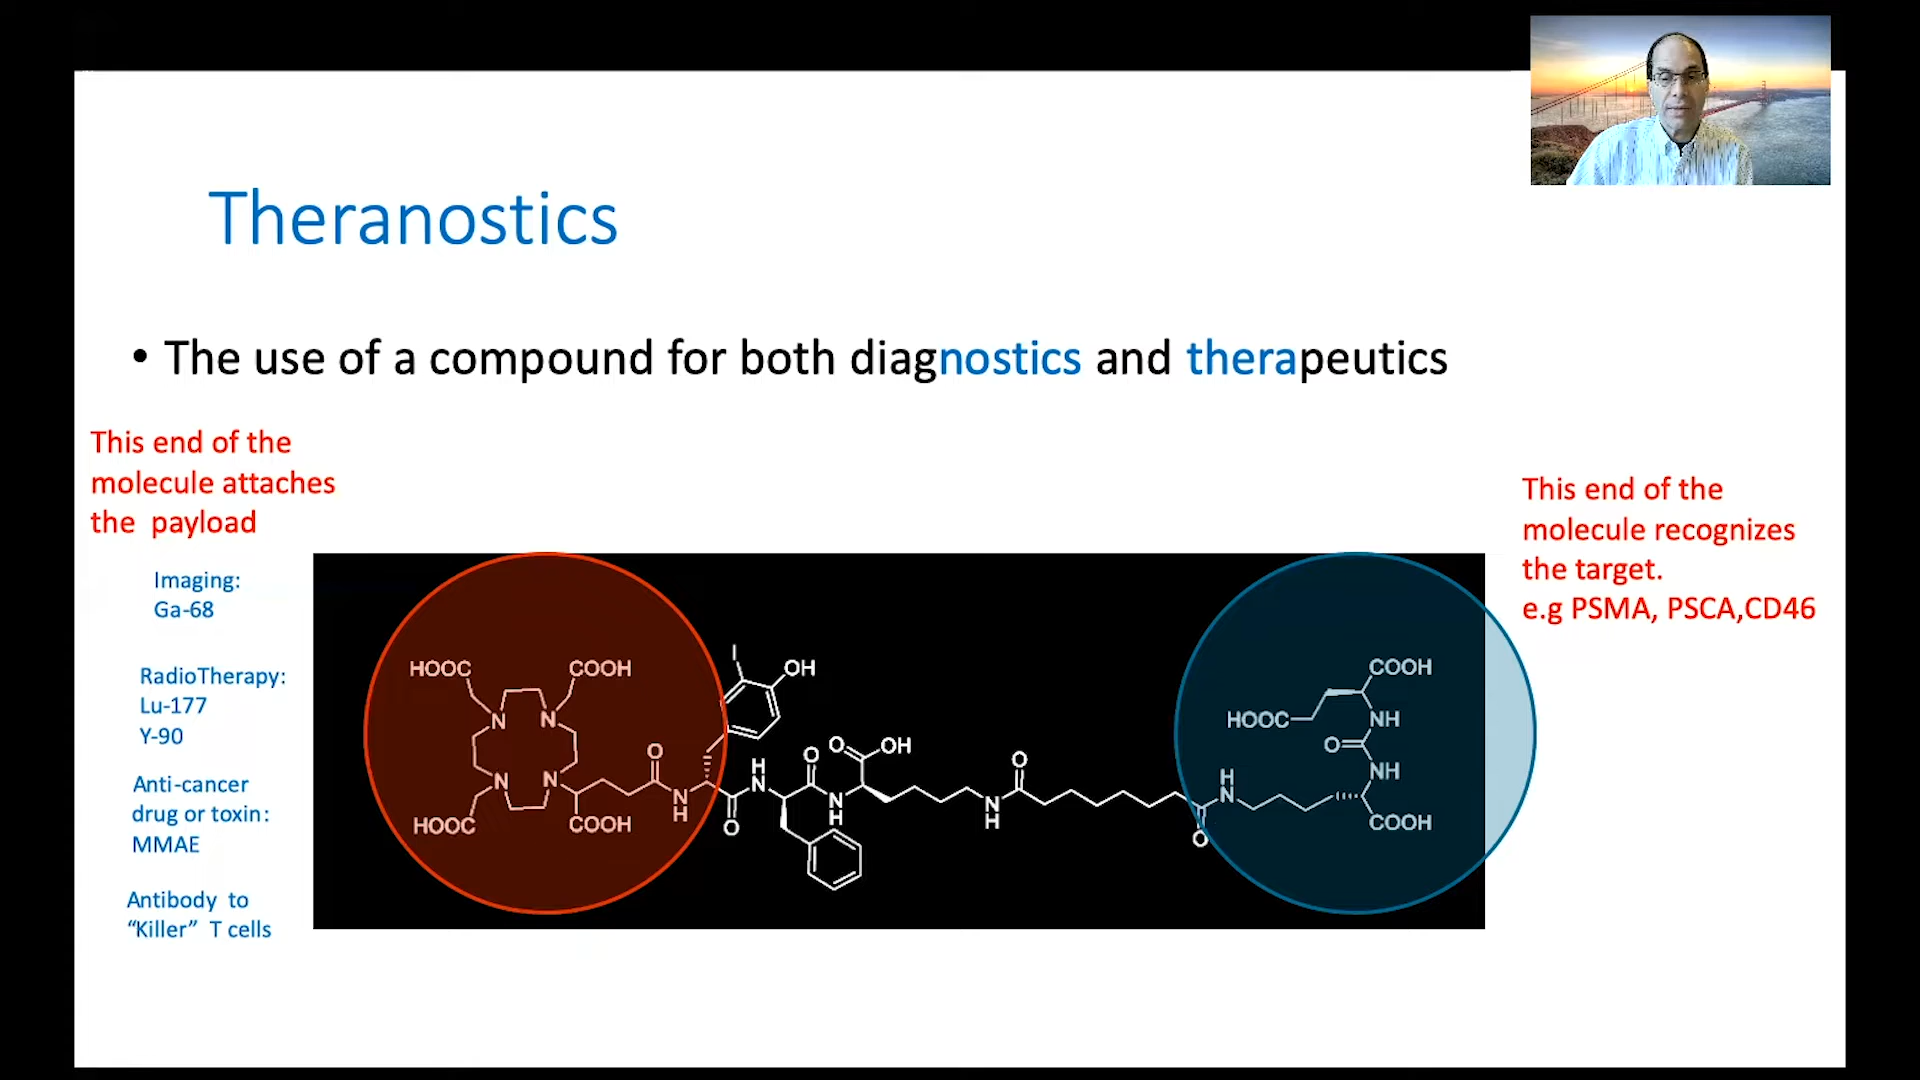 Theranostics
• The use of a compound for both diagnostics and therapeutics
This end of the
molecule attaches
the payload
Imaging:
Ga-68
RadioTherapy:
Lu-177
Y-90
Anti-cancer
drug or toxin:
MMAE
Antibody to
“Killer” T cells
This end of the
molecule recognizes
the target.
e.g PSMA, PSCA,CD46
HOOC
COOH
N
N
N
N
HOOC
COOH
O
N
H
I
OH
O
H
N
O
N
H
O
OH
N
H
O
O
H
N
COOH
HOOC
NH
O
NH
COOH